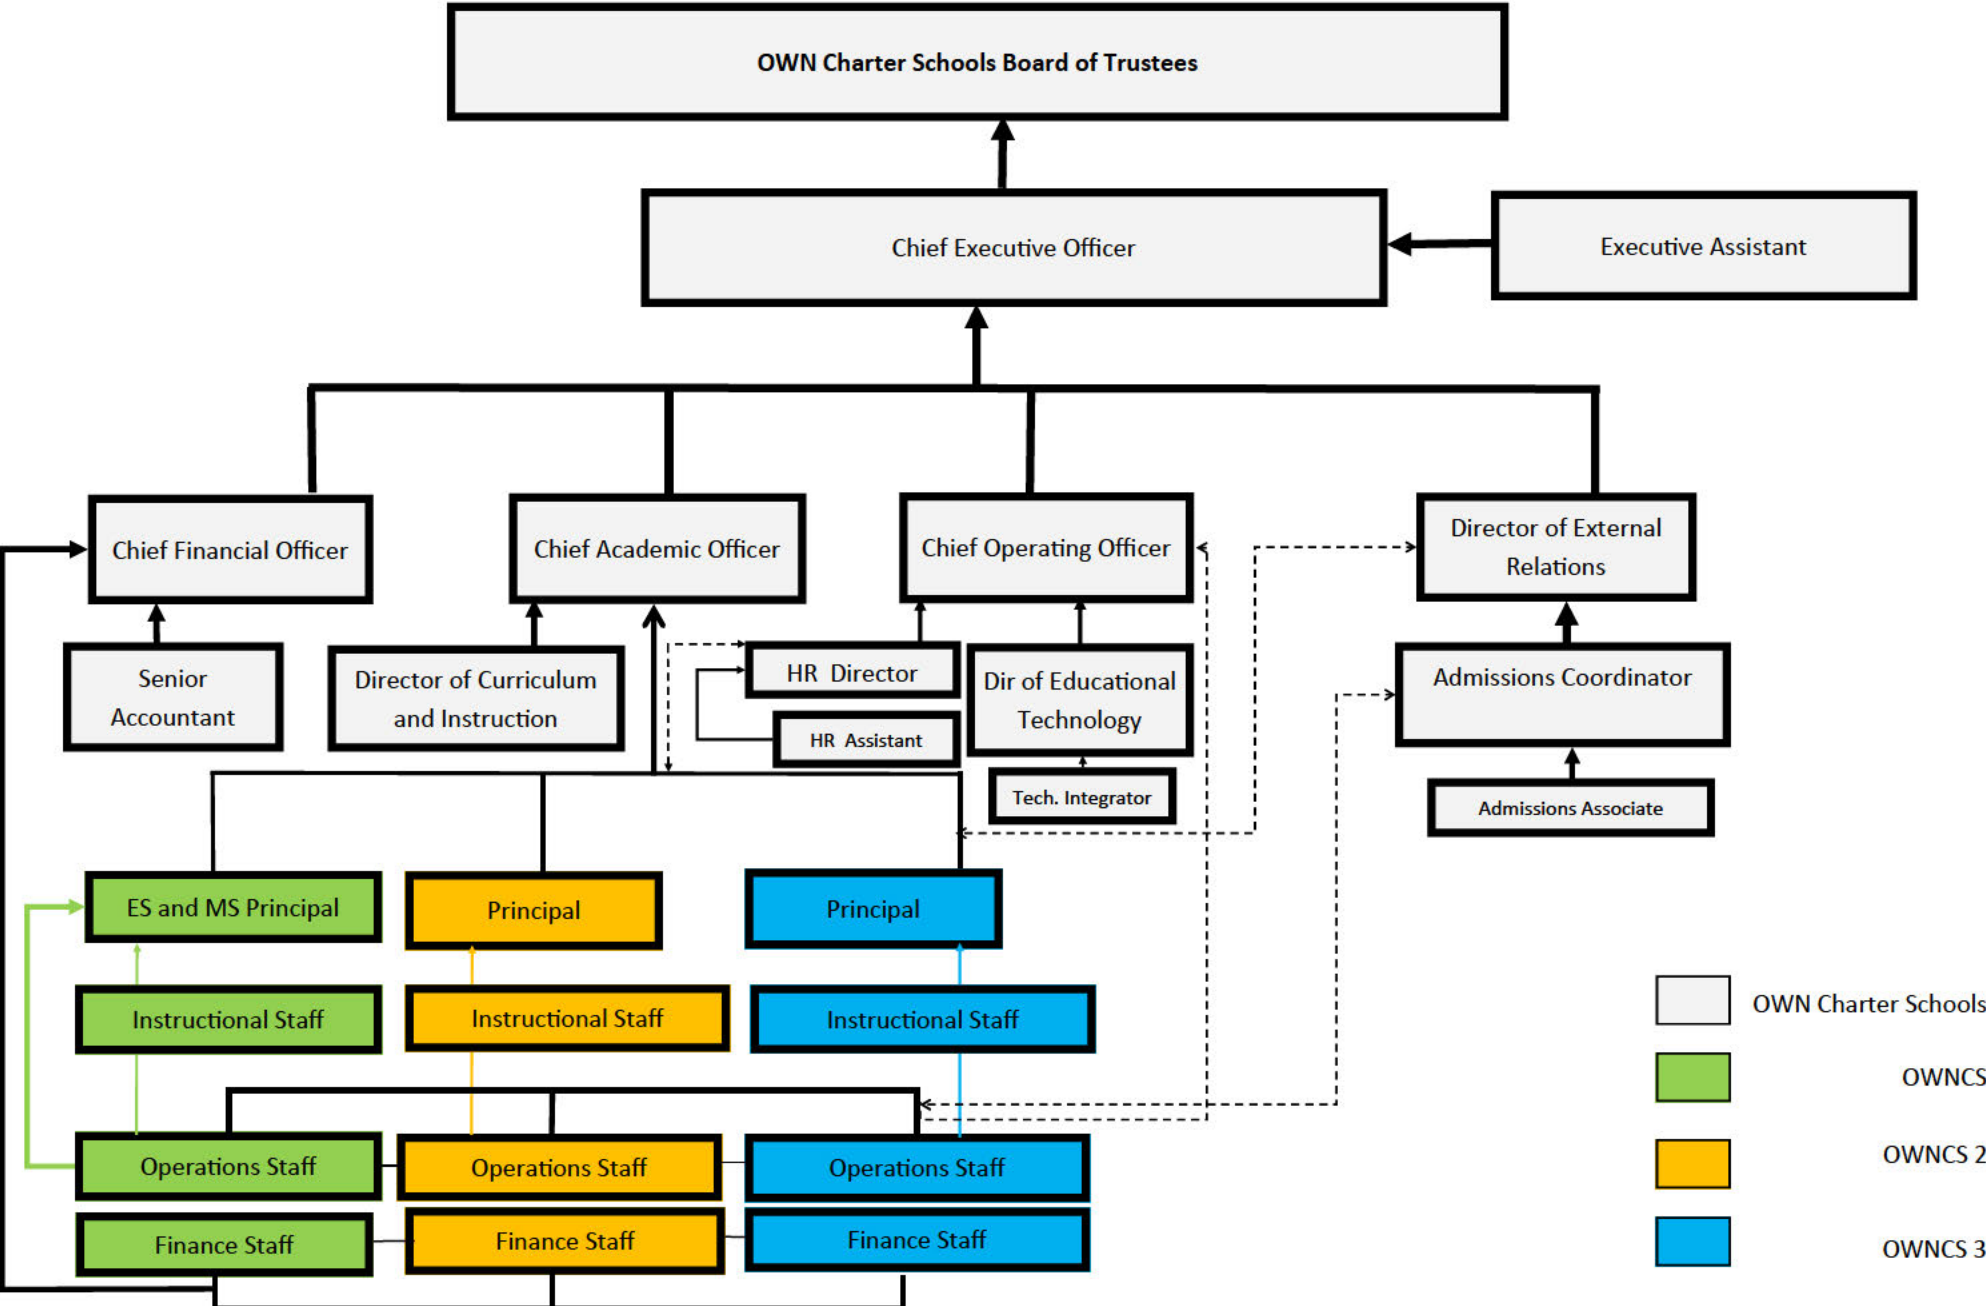 OWN Charter Schools Board of Trustees
Chief Executive Officer
Executive Assistant
Chief Financial Officer
Chief Academic Officer
Chief Operating Officer
Director of External
Relations
Senior
Accountant
Director of Curriculum
and Instruction
HR Director
HR Assistant
Dir of Educational
Technology
Tech. Integrator
Admissions Coordinator
Admissions Associate
ES and MS Principal
Principal
Principal
Instructional Staff
Instructional Staff
Instructional Staff
Operations Staff
Operations Staff
Operations Staff
Finance Staff
Finance Staff
Finance Staff
OWN Charter Schools
OWNCS
OWNCS 2
OWNCS 3